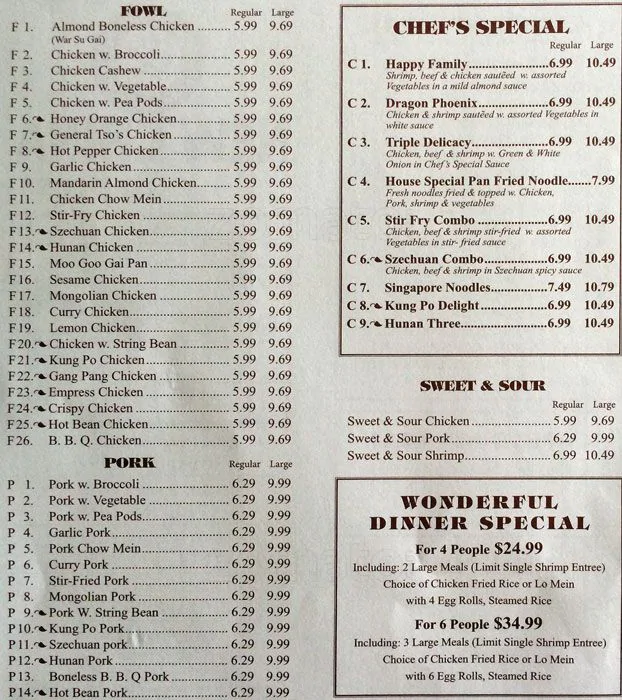 FOWL Regular Large
F 1. Almond Boneless Chicken .......... 5.99 9.69
(War Su Gai)
F 2. Chicken w. Broccoli................ 5.99 9.69
F 3. Chicken Cashew ..................... 5.99 9.69
F 4. Chicken w. Vegetable............... 5.99 9.69
F 5. Chicken w. Pea Pods................ 5.99 9.69
F 6. Honey Orange Chicken............. 5.99 9.69
F 7. General Tso's Chicken.............. 5.99 9.69
F 8. Hot Pepper Chicken................. 5.99 9.69
F 9. Garlic Chicken....................... 5.99 9.69
F10. Mandarin Almond Chicken......... 5.99 9.69
F11. Chicken Chow Mein................. 5.99 9.69
F12. Stir-Fry Chicken .................... 5.99 9.69
F13. Szechuan Chicken................... 5.99 9.69
F14. Hunan Chicken....................... 5.99 9.69
F15. Moo Goo Gai Pan.................... 5.99 9.69
F16. Sesame Chicken...................... 5.99 9.69
F17. Mongolian Chicken.................. 5.99 9.69
F18. Curry Chicken....................... 5.99 9.69
F19. Lemon Chicken....................... 5.99 9.69
F20. Chicken w. String Bean............. 5.99 9.69
F21. Kung Po Chicken.................... 5.99 9.69
F22. Gang Pang Chicken.................. 5.99 9.69
F23. Empress Chicken..................... 5.99 9.69
F24. Crispy Chicken...................... 5.99 9.69
F25. Hot Bean Chicken.................... 5.99 9.69
F26. B. B. Q. Chicken.................... 5.99 9.69
PORK Regular Large
P 1. Pork w. Broccoli .................... 6.29 9.99
P 2. Pork w. Vegetable................... 6.29 9.99
P 3. Pork w. Pea Pods.................... 6.29 9.99
P 4. Garlic Pork.......................... 6.29 9.99
P 5. Pork Chow Mein...................... 6.29 9.99
P 6. Curry Pork........................... 6.29 9.99
P 7. Stir-Fried Pork...................... 6.29 9.99
P 8. Mongolian Pork...................... 6.29 9.99
P 9. Pork W. String Bean ................ 6.29 9.99
P10. Kung Po Pork........................ 6.29 9.99
P11. Szechuan pork....................... 6.29 9.99
P12. Hunan Pork.......................... 6.29 9.99
P13. Boneless B. B. Q Pork.............. 6.29 9.99
P14. Hot Bean Pork....................... 6.29 9.99
CHEF'S SPECIAL
Regular Large
C 1. Happy Family.......................6.99 10.49
Shrimp, beef & chicken sautéed w. assorted
Vegetables in a mild almond sauce
C 2. Dragon Phoenix.....................6.99 10.49
Chicken & shrimp sautéed w. assorted Vegetables in
white sauce
C 3. Triple Delicacy.....................6.99 10.49
Chicken, beef & shrimp w. Green & White
Onion in Chef's Special Sauce
C 4. House Special Pan Fried Noodle.......7.99
Fresh noodles fried & topped w. Chicken,
Pork, shrimp & vegetables
C 5. Stir Fry Combo .....................6.99 10.49
Chicken, beef & shrimp stir-fried w. assorted
Vegetables in stir- fried sauce
C 6. Szechuan Combo.....................6.99 10.49
Chicken, beef & shrimp in Szechuan spicy sauce
C 7. Singapore Noodles...................7.49 10.79
C 8. Kung Po Delight.....................6.99 10.49
C 9. Hunan Three.........................6.99 10.49
SWEET & SOUR
Regular Large
Sweet & Sour Chicken..................... 5.99 9.69
Sweet & Sour Pork......................... 6.29 9.99
Sweet & Sour Shrimp...................... 6.99 10.49
WONDERFUL
DINNER SPECIAL
For 4 People $24.99
Including: 2 Large Meals (Limit Single Shrimp Entree)
Choice of Chicken Fried Rice or Lo Mein
with 4 Egg Rolls, Steamed Rice
For 6 People $34.99
Including: 3 Large Meals (Limit Single Shrimp Entree)
Choice of Chicken Fried Rice or Lo Mein
with 6 Egg Rolls, Steamed Rice